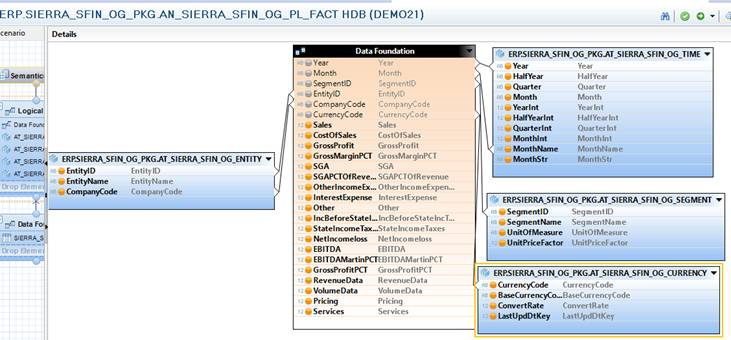 ERP.SIERRA_SFIN_OG_PKG.AN_SIERRA_SFIN_OG_PL_FACT HDB (DEMO21)
cenario
Details
Semantic
Logical
Data Found
AT_SIERRA
AT_SIERRA
AT_SIERRA
AT_SIERRA
Drop Elemen
Data Fo
SIERRA_S
Drop Elemen
ERP.SIERRA_SFIN_OG_PKG.AT_SIERRA_SFIN_OG_ENTITY
EntityID EntityID
EntityName EntityName
CompanyCode CompanyCode
Data Foundation
Year Year
Month Month
SegmentID SegmentID
EntityID EntityID
CompanyCode CompanyCode
CurrencyCode CurrencyCode
Sales Sales
CostOfSales CostOfSales
GrossProfit GrossProfit
GrossMarginPCT GrossMarginPCT
SGA SGA
SGAPCTOfReve... SGAPCTOfRevenue
OtherIncomeEx... OtherIncomeExpen...
InterestExpense InterestExpense
Other Other
IncBeforeStateI... IncBeforeStateIncT...
StateIncomeTax... StateIncomeTaxes
NetIncomeloss NetIncomeloss
EBITDA EBITDA
EBITDAMartinPCT EBITDAMartinPCT
GrossProfitPCT GrossProfitPCT
RevenueData RevenueData
VolumeData VolumeData
Pricing Pricing
Services Services
ERP.SIERRA_SFIN_OG_PKG.AT_SIERRA_SFIN_OG_TIME
Year Year
HalfYear HalfYear
Quarter Quarter
Month Month
YearInt YearInt
HalfYearInt HalfYearInt
QuarterInt QuarterInt
MonthInt MonthInt
MonthName MonthName
MonthStr MonthStr
ERP.SIERRA_SFIN_OG_PKG.AT_SIERRA_SFIN_OG_SEGMENT
SegmentID SegmentID
SegmentName SegmentName
UnitOfMeasure UnitOfMeasure
UnitPriceFactor UnitPriceFactor
ERP.SIERRA_SFIN_OG_PKG.AT_SIERRA_SFIN_OG_CURRENCY
CurrencyCode CurrencyCode
BaseCurrencyCo... BaseCurrencyCode
ConvertRate ConvertRate
LastUpdDtKey LastUpdDtKey